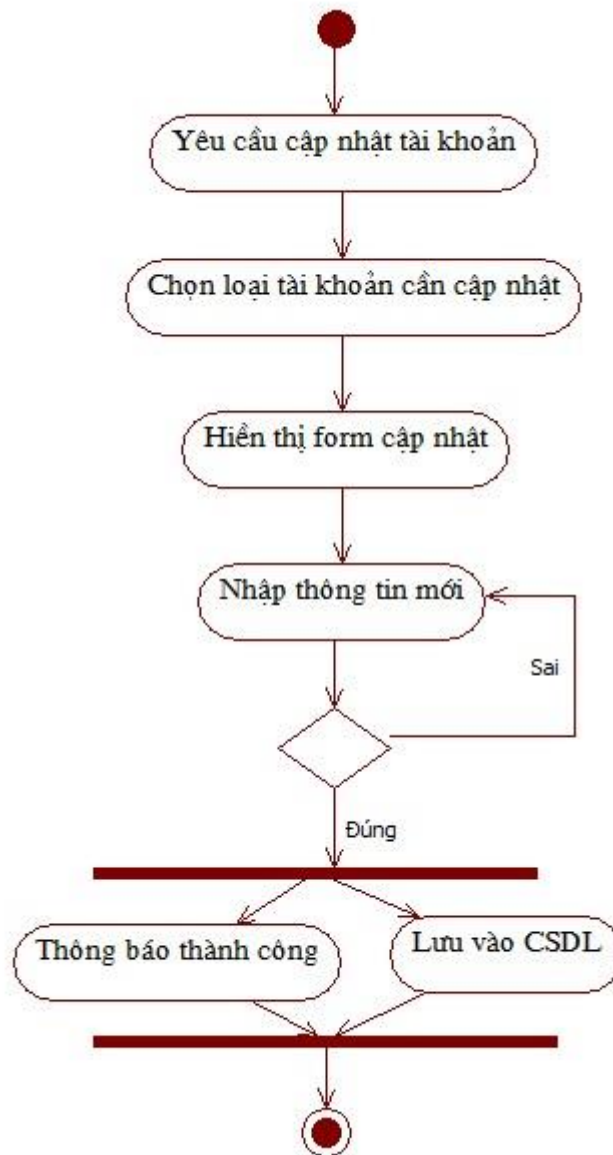 Yêu cầu cập nhật tài khoản
Chọn loại tài khoản cần cập nhật
Hiển thị form cập nhật
Nhập thông tin mới
Sai
Đúng
Thông báo thành công
Lưu vào CSDL